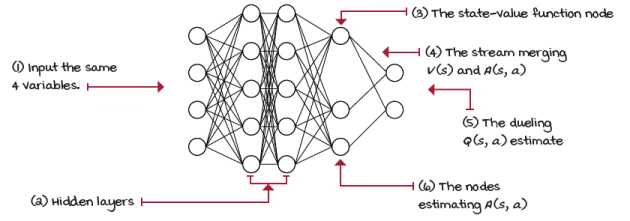 (1) Input the same
4 variables.
(2) Hidden layers
(3) The state-value function node
(4) The stream merging
V(s) and A(s, a)
(5) The dueling
Q(s, a) estimate
(6) The nodes
estimating A(s, a)